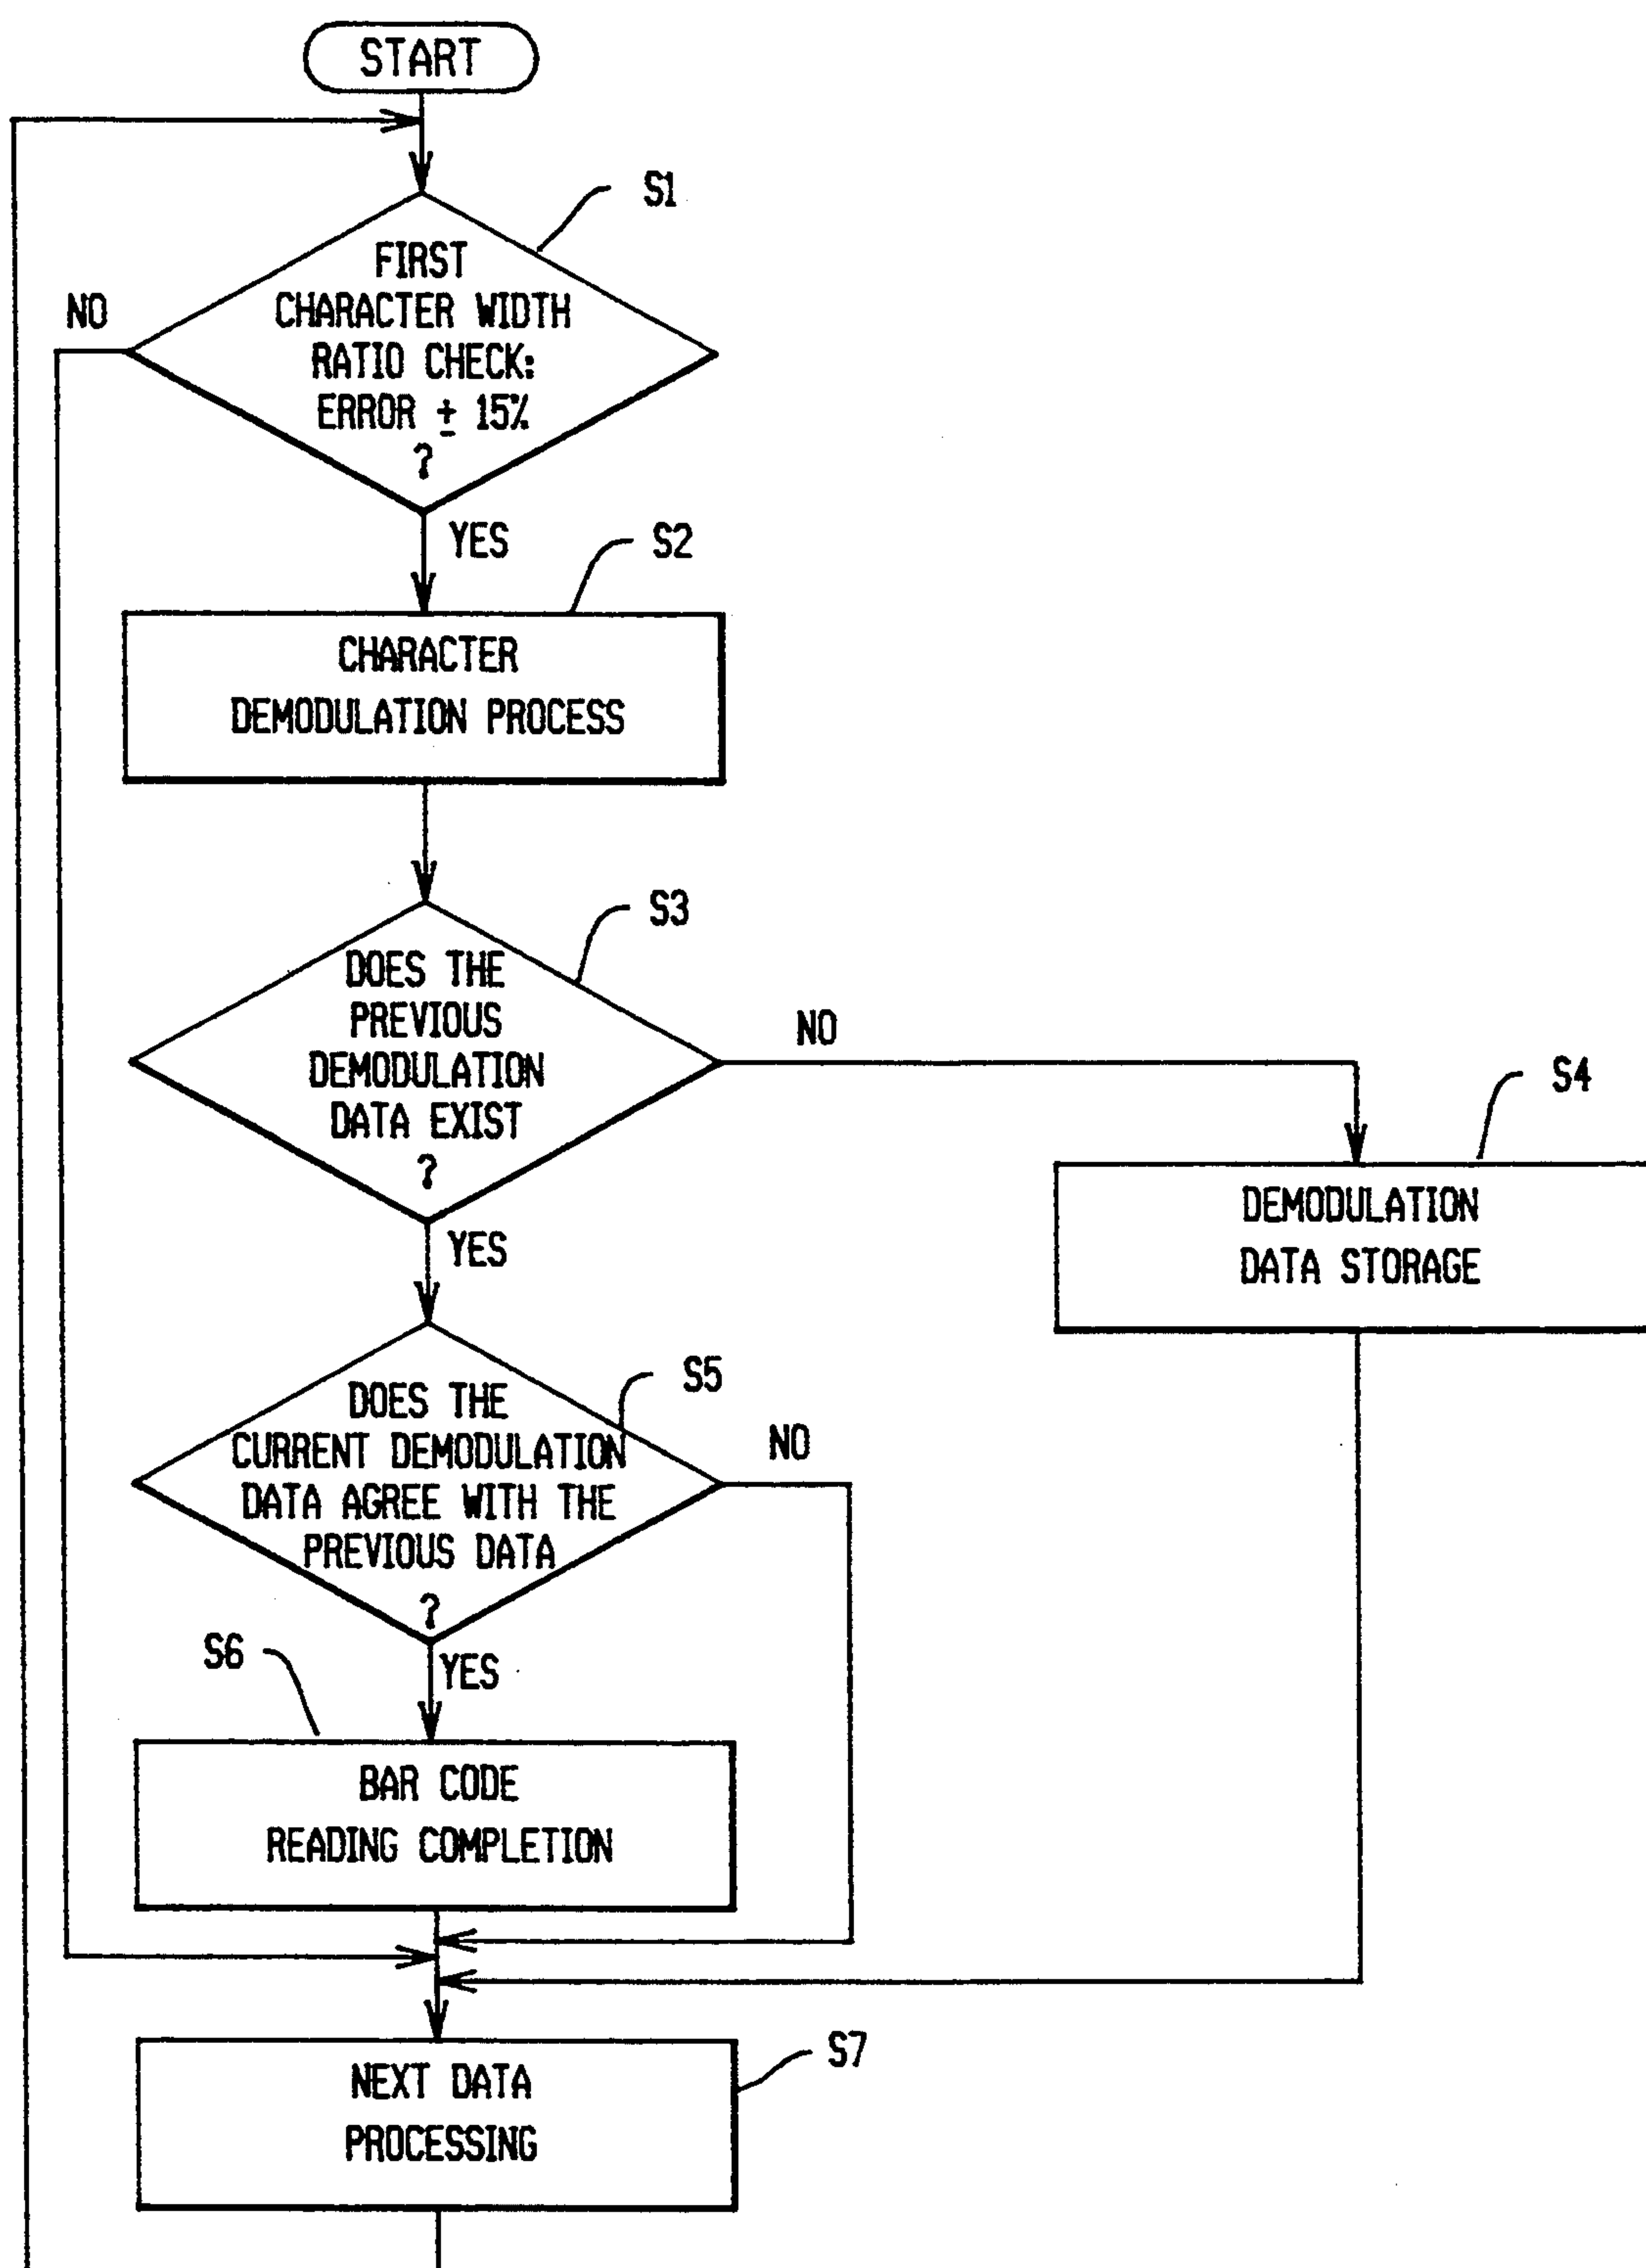 START
S1
FIRST
CHARACTER WIDTH
RATIO CHECK:
ERROR ± 15%
?
NO
YES
S2
CHARACTER
DEMODULATION PROCESS
S3
DOES THE
PREVIOUS
DEMODULATION
DATA EXIST
?
NO
YES
S4
DEMODULATION
DATA STORAGE
S5
DOES THE
CURRENT DEMODULATION
DATA AGREE WITH THE
PREVIOUS DATA
?
NO
YES
S6
BAR CODE
READING COMPLETION
S7
NEXT DATA
PROCESSING